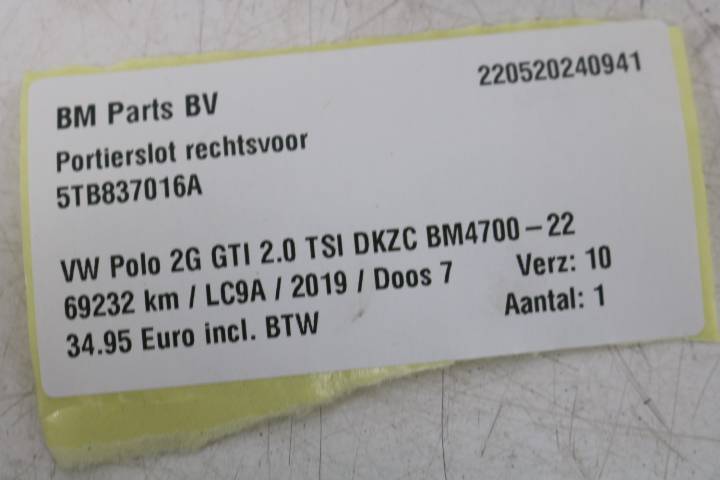 BM Parts BV
220520240941
Portierslot rechtsvoor
5TB837016A
VW Polo 2G GTI 2.0 TSI DKZC BM4700-22
69232 km / LC9A / 2019 / Doos 7
Verz: 10
34.95 Euro incl. BTW
Aantal: 1